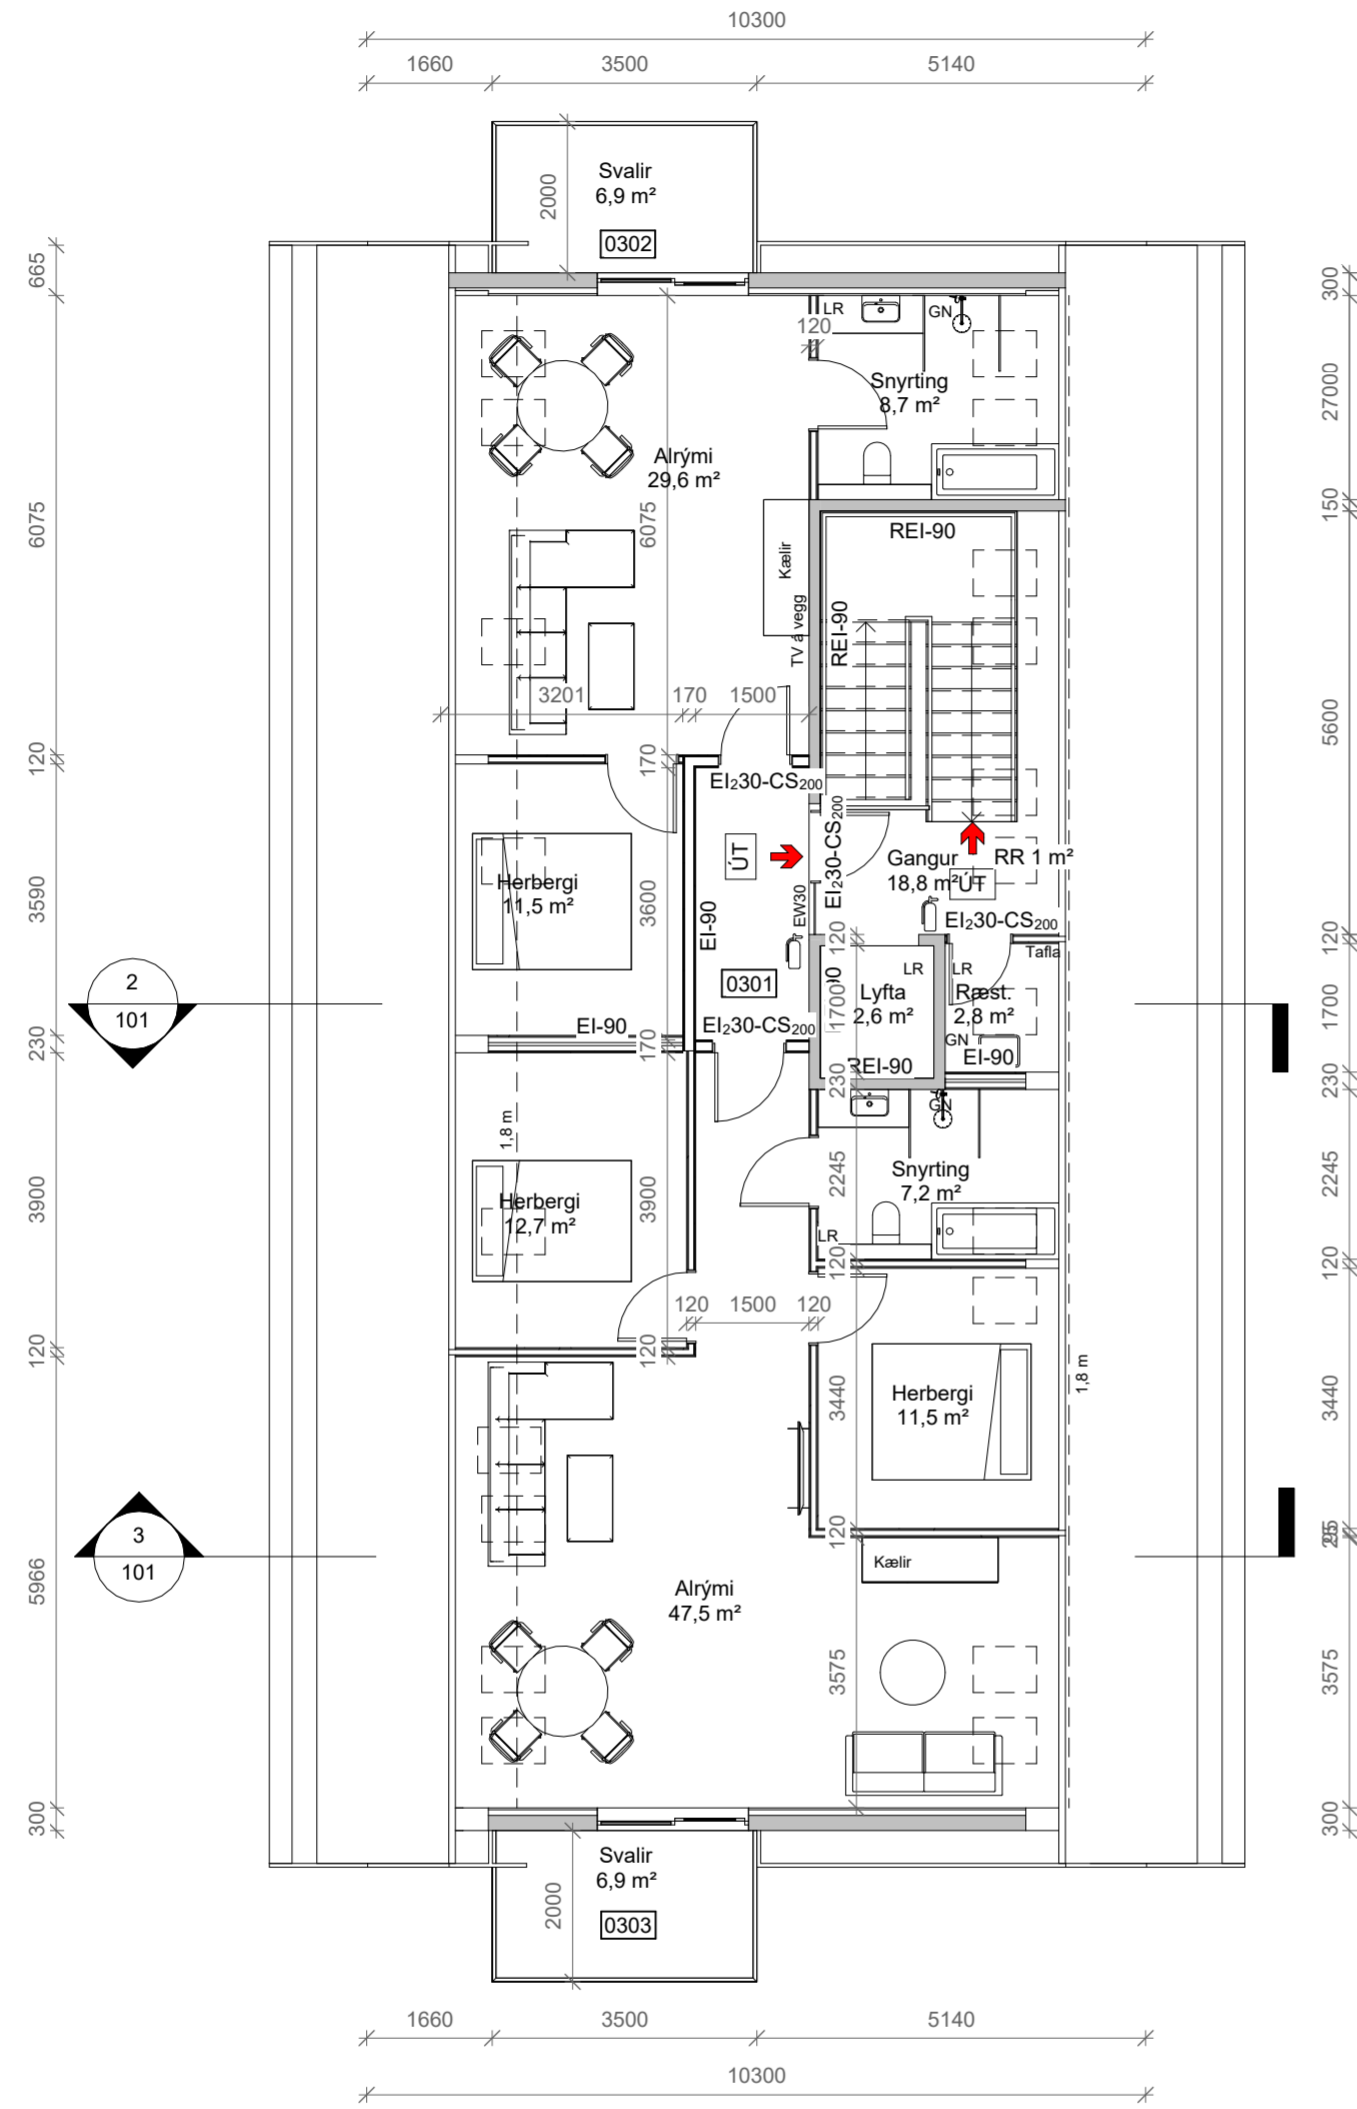 10300
1660 3500 5140
Svalir
6,9 m²
2000
0302
665
300
LR
GN
120
27000
Snyrting
8,7 m²
Alrými
29,6 m²
150
6075
6075
REI-90
Kælir
REI-90
TV á vegg
3201 170 1500
5600
120
170
EI₂30-CS₂₀₀
EI₂30-CS₂₀₀
ÚT
Gangur
18,8 m²
RR 1 m²
ÚT
Herbergi
11,5 m²
3590
3600
EI-90
EW30
EI₂30-CS₂₀₀
120
120
120
Tafla
0301
LR
LR
Lyfta
2,6 m²
Ræst.
2,8 m²
1700
1700
2
101
EI-90
EI₂30-CS₂₀₀
GN
EI-90
230
170
REI-90
230
230
GN
1,8 m
Snyrting
7,2 m²
2245
2245
3900
3900
Herbergi
12,7 m²
LR
120
120
120 1500 120
120
120
1,8 m
Herbergi
11,5 m²
3440
3440
3
101
120
Kælir
5966
Alrými
47,5 m²
3575
3575
300
300
Svalir
6,9 m²
2000
0303
1660 3500 5140
10300